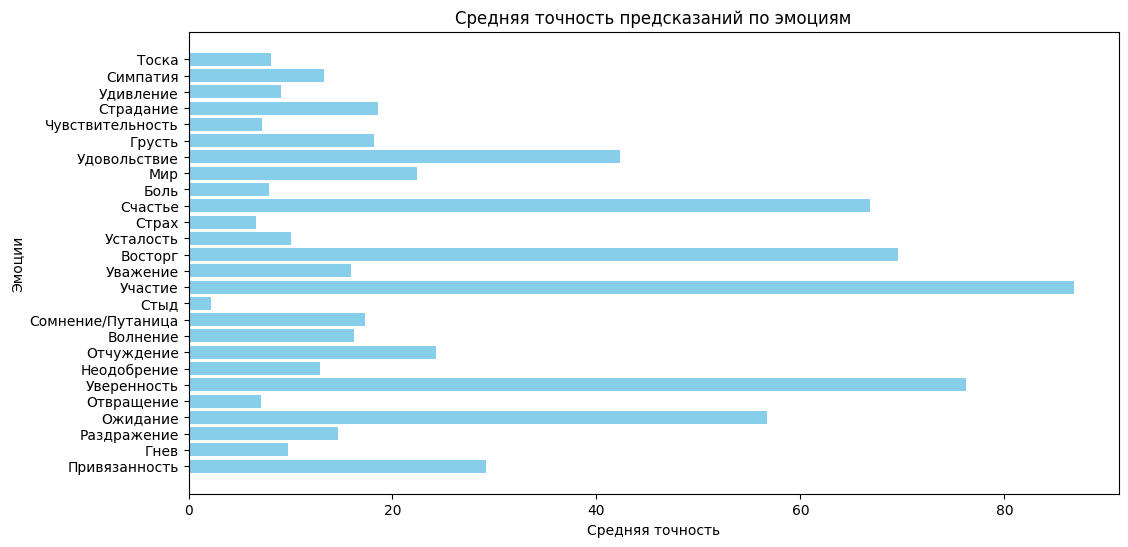 Средняя точность предсказаний по эмоциям
Тоска
Симпатия
Удивление
Страдание
Чувствительность
Грусть
Удовольствие
Мир
Боль
Счастье
Страх
Усталость
Восторг
Уважение
Участие
Стыд
Сомнение/Путаница
Волнение
Отчуждение
Неодобрение
Уверенность
Отвращение
Ожидание
Раздражение
Гнев
Привязанность
Эмоции
0 20 40 60 80
Средняя точность